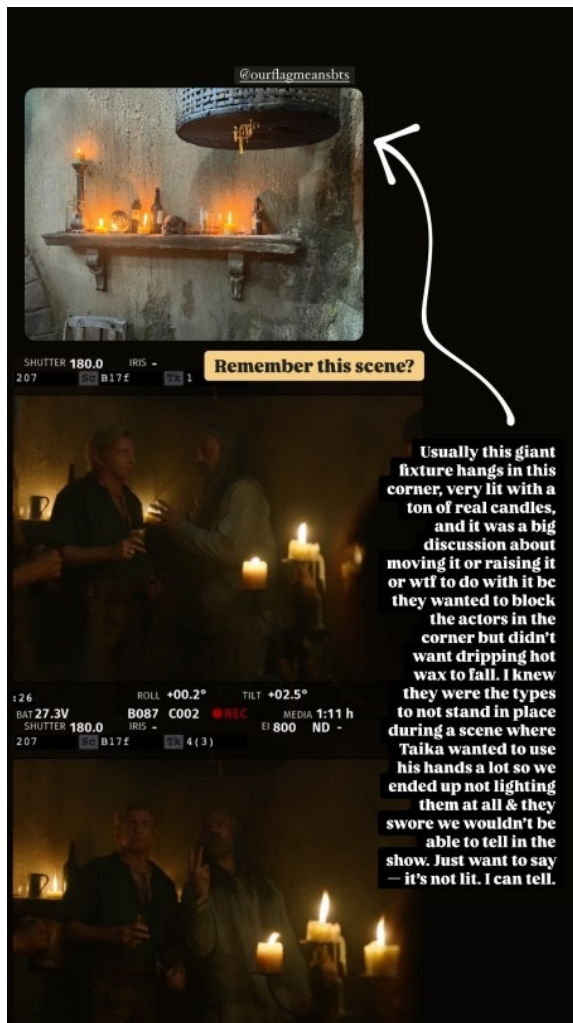 @ourflagmeansbts
SHUTTER 180.0 IRIS -
207 Sc B17f Tk 1
Remember this scene?
Usually this giant
fixture hangs in this
corner, very lit with a
ton of real candles,
and it was a big
discussion about
moving it or raising it
or wtf to do with it bc
they wanted to block
the actors in the
corner but didn't
want dripping hot
wax to fall. I knew
they were the types
to not stand in place
during a scene where
Taika wanted to use
his hands a lot so we
ended up not lighting
them at all & they
swore we wouldn't be
able to tell in the
show. Just want to say
— it's not lit. I can tell.
:26 ROLL +00.2° TILT +02.5°
BAT 27.3V B087 C002 REC MEDIA 1:11 h
SHUTTER 180.0 IRIS - EI 800 ND -
207 Sc B17f Tk 4(3)